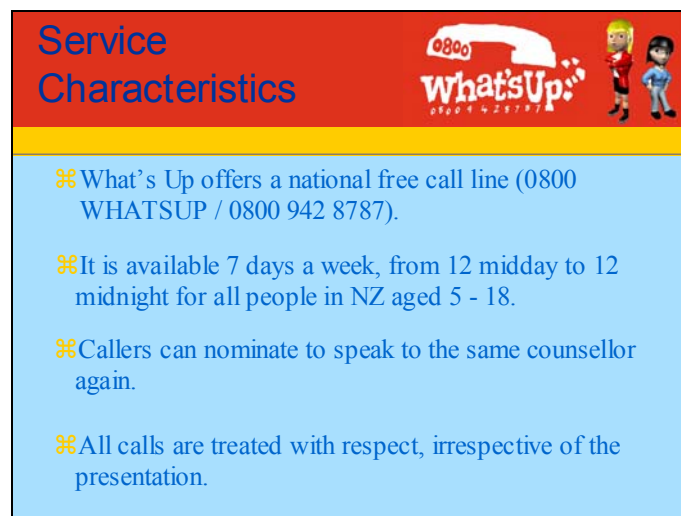 Service
Characteristics
0800
What'sUp
08009428787
⌘What's Up offers a national free call line (0800
WHATSUP / 0800 942 8787).
⌘It is available 7 days a week, from 12 midday to 12
midnight for all people in NZ aged 5 - 18.
⌘Callers can nominate to speak to the same counsellor
again.
⌘All calls are treated with respect, irrespective of the
presentation.